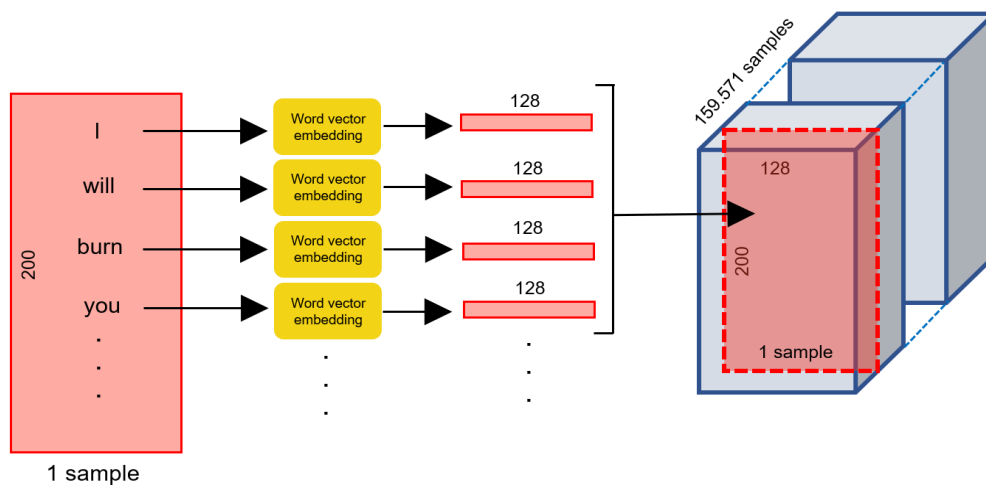 159.571 samples
128
I
Word vector
embedding
128
will
Word vector
embedding
128
128
burn
Word vector
embedding
200
200
128
you
Word vector
embedding
1 sample
1 sample